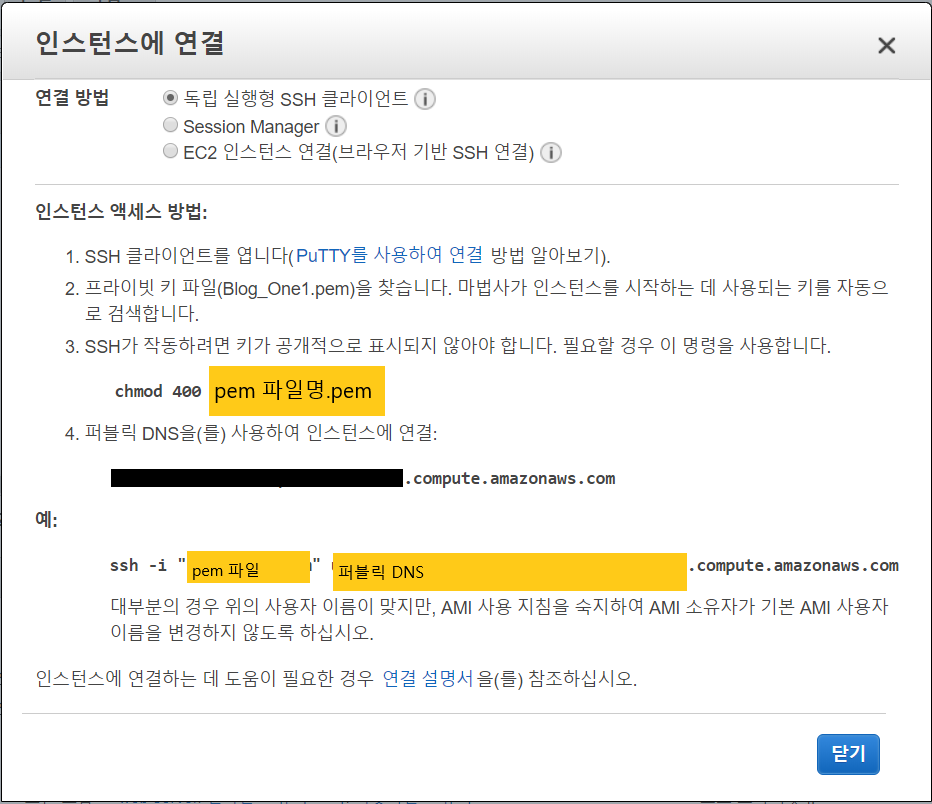 인스턴스에 연결
연결 방법
독립 실행형 SSH 클라이언트
Session Manager
EC2 인스턴스 연결(브라우저 기반 SSH 연결)
인스턴스 액세스 방법:
1. SSH 클라이언트를 엽니다(PuTTY를 사용하여 연결 방법 알아보기).
2. 프라이빗 키 파일(Blog_One1.pem)을 찾습니다. 마법사가 인스턴스를 시작하는 데 사용되는 키를 자동으
로 검색합니다.
3. SSH가 작동하려면 키가 공개적으로 표시되지 않아야 합니다. 필요할 경우 이 명령을 사용합니다.
chmod 400 pem 파일명.pem
4. 퍼블릭 DNS을(를) 사용하여 인스턴스에 연결:
.compute.amazonaws.com
예:
ssh -i "pem 파일" 퍼블릭 DNS.compute.amazonaws.com
대부분의 경우 위의 사용자 이름이 맞지만, AMI 사용 지침을 숙지하여 AMI 소유자가 기본 AMI 사용자
이름을 변경하지 않도록 하십시오.
인스턴스에 연결하는 데 도움이 필요한 경우 연결 설명서을(를) 참조하십시오.
닫기